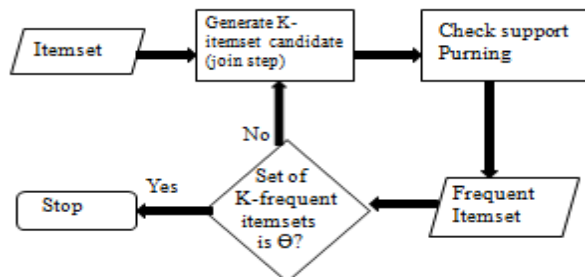 Itemset
Generate K-
itemset candidate
(join step)
Check support
Purning
No
Set of
K-frequent
itemsets
is Ɵ?
Yes
Stop
Frequent
Itemset